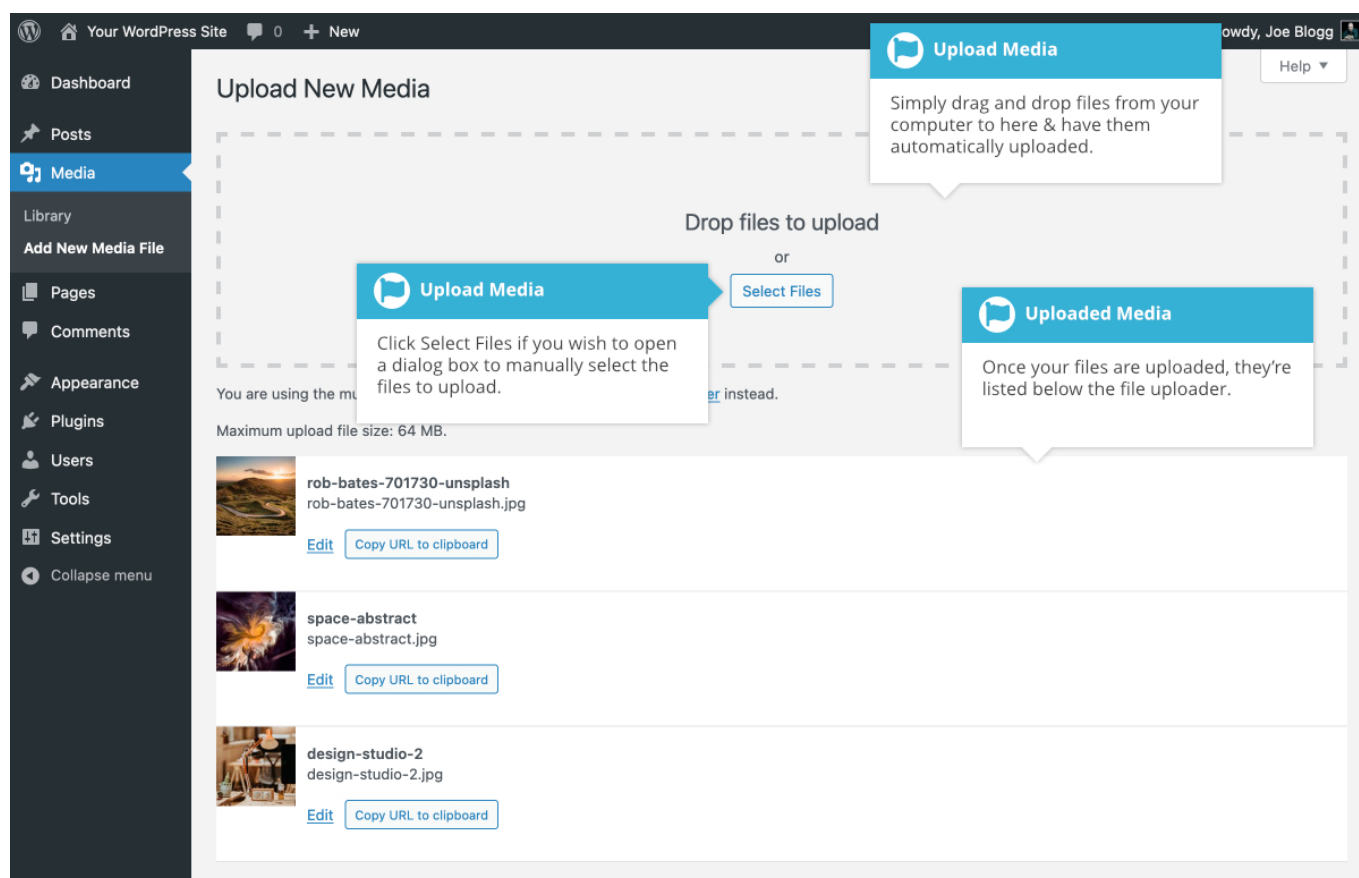 Your WordPress Site 0 New
owdy, Joe Blogg
Help
Dashboard
Posts
Media
Library
Add New Media File
Pages
Comments
Appearance
Plugins
Users
Tools
Settings
Collapse menu
Upload New Media
Upload Media
Simply drag and drop files from your
computer to here & have them
automatically uploaded.
Drop files to upload
or
Select Files
Upload Media
Click Select Files if you wish to open
a dialog box to manually select the
files to upload.
Uploaded Media
Once your files are uploaded, they’re
listed below the file uploader.
You are using the mu
er instead.
Maximum upload file size: 64 MB.
rob-bates-701730-unsplash
rob-bates-701730-unsplash.jpg
Edit Copy URL to clipboard
space-abstract
space-abstract.jpg
Edit Copy URL to clipboard
design-studio-2
design-studio-2.jpg
Edit Copy URL to clipboard